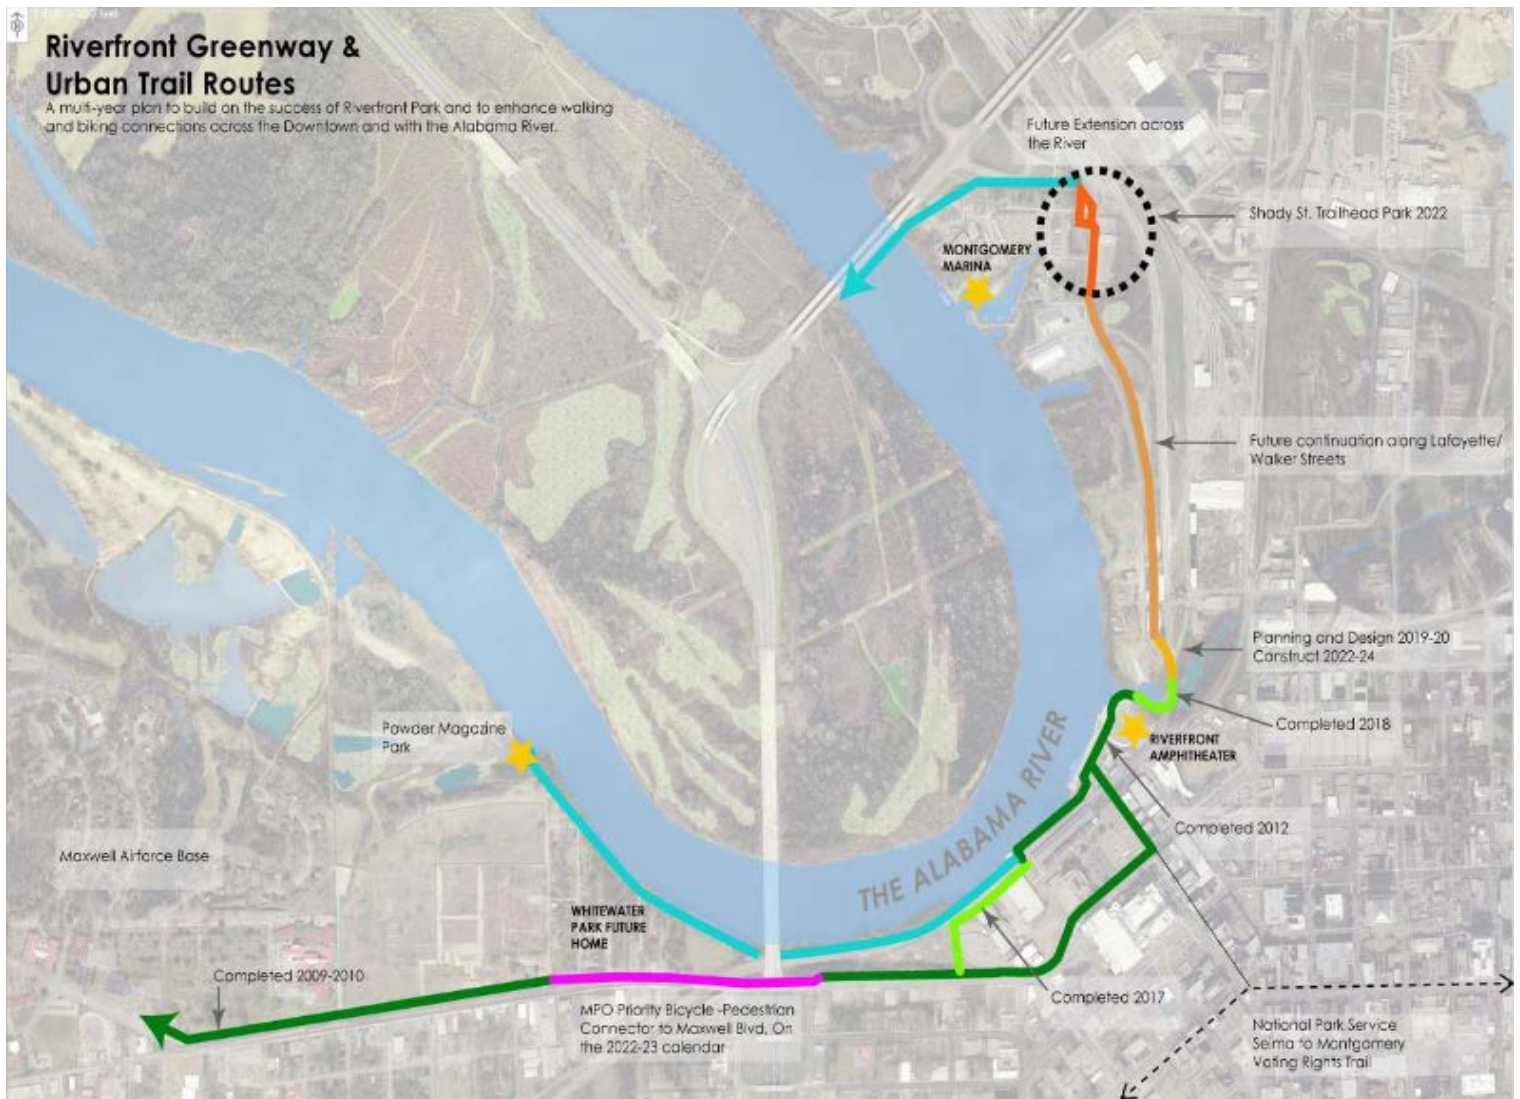 Riverfront Greenway &
Urban Trail Routes
A multi-year plan to build on the success of Riverfront Park and to enhance walking
and biking connections across the Downtown and with the Alabama River.
Future Extension across
the River
Shady St. Trailhead Park 2022
MONTGOMERY
MARINA
Future continuation along Lafayette/
Walker Streets
Planning and Design 2019-20
Construct 2022-24
Completed 2018
RIVERFRONT
AMPHITHEATER
Powder Magazine
Park
THE ALABAMA RIVER
Completed 2012
Maxwell Airforce Base
WHITEWATER
PARK FUTURE
HOME
Completed 2009-2010
Completed 2017
MPO Priority Bicycle -Pedestrian
Connector to Maxwell Blvd, On
the 2022-23 calendar
National Park Service
Selma to Montgomery
Voting Rights Trail